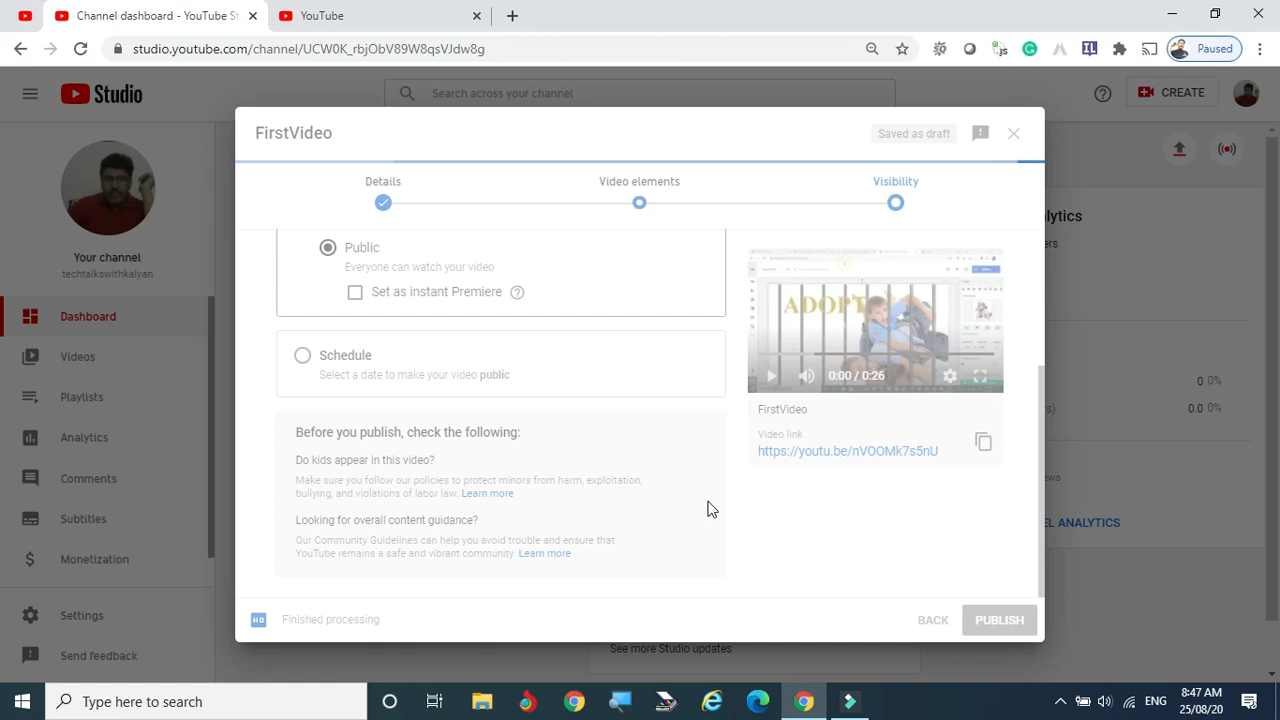 Channel dashboard - YouTube St
YouTube
studio.youtube.com/channel/UCW0K_rbjObV89W8qsVJdw8g
Paused
Studio
Search across your channel
CREATE
Your channel
techtalkswithkalyan
Dashboard
Videos
Playlists
Analytics
Comments
Subtitles
Monetization
Settings
Send feedback
FirstVideo
Saved as draft
Details
Video elements
Visibility
Public
Everyone can watch your video
Set as instant Premiere
Schedule
Select a date to make your video public
Before you publish, check the following:
Do kids appear in this video?
Make sure you follow our policies to protect minors from harm, exploitation,
bullying, and violations of labor law. Learn more
Looking for overall content guidance?
Our Community Guidelines can help you avoid trouble and ensure that
YouTube remains a safe and vibrant community. Learn more
ADOPT
0:00 / 0:26
FirstVideo
Video link
https://youtu.be/nVOOMk7s5nU
HD
Finished processing
BACK
PUBLISH
alytics
ers
0 0%
s) 0.0 0%
ews
EL ANALYTICS
See more Studio updates
Type here to search
ENG
8:47 AM
25/08/20